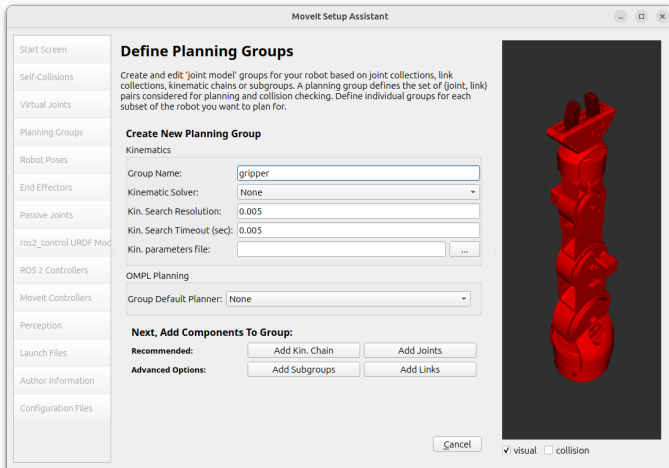 MoveIt Setup Assistant
Start Screen
Self-Collisions
Virtual Joints
Planning Groups
Robot Poses
End Effectors
Passive Joints
ros2_control URDF Mod
ROS 2 Controllers
MoveIt Controllers
Perception
Launch Files
Author Information
Configuration Files
Define Planning Groups
Create and edit 'joint model' groups for your robot based on joint collections, link
collections, kinematic chains or subgroups. A planning group defines the set of (joint, link)
pairs considered for planning and collision checking. Define individual groups for each
subset of the robot you want to plan for.
Create New Planning Group
Kinematics
Group Name: gripper
Kinematic Solver: None
Kin. Search Resolution: 0.005
Kin. Search Timeout (sec): 0.005
Kin. parameters file: ...
OMPL Planning
Group Default Planner: None
Next, Add Components To Group:
Recommended: Add Kin. Chain Add Joints
Advanced Options: Add Subgroups Add Links
Cancel
visual collision